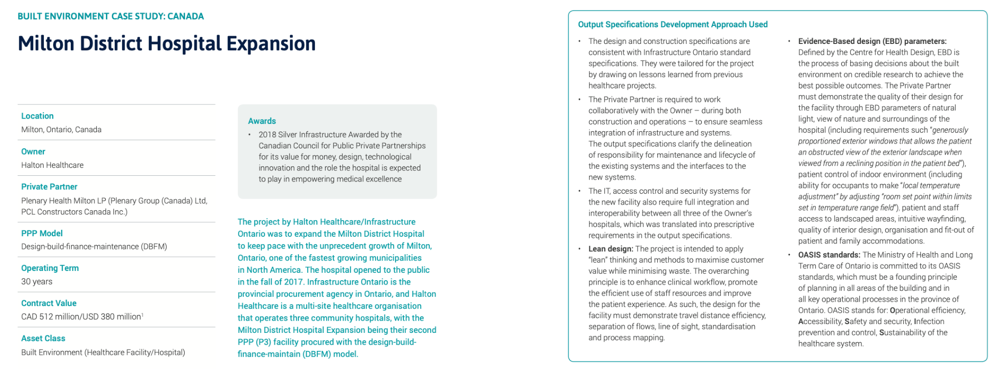 BUILT ENVIRONMENT CASE STUDY: CANADA
Milton District Hospital Expansion
Location
Milton, Ontario, Canada
Owner
Halton Healthcare
Private Partner
Plenary Health Milton LP (Plenary Group (Canada) Ltd,
PCL Constructors Canada Inc.)
PPP Model
Design-build-finance-maintenance (DBFM)
Operating Term
30 years
Contract Value
CAD 512 million/USD 380 million¹
Asset Class
Built Environment (Healthcare Facility/Hospital)
Awards
• 2018 Silver Infrastructure Awarded by the
Canadian Council for Public Private Partnerships
for its value for money, design, technological
innovation and the role the hospital is expected
to play in empowering medical excellence
The project by Halton Healthcare/Infrastructure
Ontario was to expand the Milton District Hospital
to keep pace with the unprecedent growth of Milton,
Ontario, one of the fastest growing municipalities
in North America. The hospital opened to the public
in the fall of 2017. Infrastructure Ontario is the
provincial procurement agency in Ontario, and Halton
Healthcare is a multi-site healthcare organisation
that operates three community hospitals, with the
Milton District Hospital Expansion being their second
PPP (P3) facility procured with the design-build-
finance-maintain (DBFM) model.
Output Specifications Development Approach Used
• The design and construction specifications are
consistent with Infrastructure Ontario standard
specifications. They were tailored for the project
by drawing on lessons learned from previous
healthcare projects.
• The Private Partner is required to work
collaboratively with the Owner – during both
construction and operations – to ensure seamless
integration of infrastructure and systems.
The output specifications clarify the delineation
of responsibility for maintenance and lifecycle of
the existing systems and the interfaces to the
new systems.
• The IT, access control and security systems for
the new facility also require full integration and
interoperability between all three of the Owner's
hospitals, which was translated into prescriptive
requirements in the output specifications.
• Lean design: The project is intended to apply
“lean” thinking and methods to maximise customer
value while minimising waste. The overarching
principle is to enhance clinical workflow, promote
the efficient use of staff resources and improve
the patient experience. As such, the design for the
facility must demonstrate travel distance efficiency,
separation of flows, line of sight, standardisation
and process mapping.
• Evidence-Based design (EBD) parameters:
Defined by the Centre for Health Design, EBD is
the process of basing decisions about the built
environment on credible research to achieve the
best possible outcomes. The Private Partner
must demonstrate the quality of their design for
the facility through EBD parameters of natural
light, view of nature and surroundings of the
hospital (including requirements such “generously
proportioned exterior windows that allows the patient
an obstructed view of the exterior landscape when
viewed from a reclining position in the patient bed”),
patient control of indoor environment (including
ability for occupants to make “local temperature
adjustment” by adjusting “room set point within limits
set in temperature range field”), patient and staff
access to landscaped areas, intuitive wayfinding,
quality of interior design, organisation and fit-out of
patient and family accommodations.
• OASIS standards: The Ministry of Health and Long
Term Care of Ontario is committed to its OASIS
standards, which must be a founding principle
of planning in all areas of the building and in
all key operational processes in the province of
Ontario. OASIS stands for: Operational efficiency,
Accessibility, Safety and security, Infection
prevention and control, Sustainability of the
healthcare system.